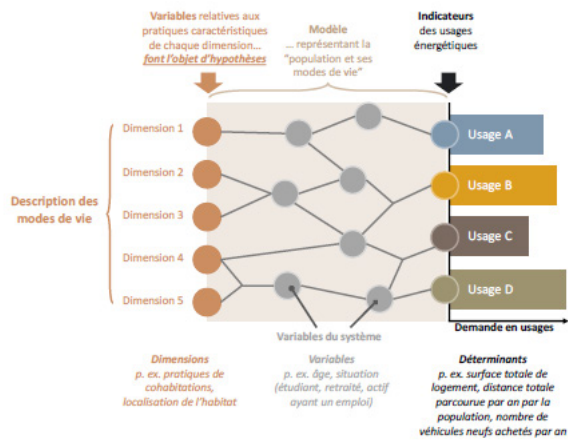 Variables relatives aux
pratiques caractéristiques
de chaque dimension...
font l'objet d'hypothèses
Modèle
... représentant la
"population et ses
modes de vie"
Indicateurs
des usages
énergétiques
Description des
modes de vie
Dimension 1
Dimension 2
Dimension 3
Dimension 4
Dimension 5
Usage A
Usage B
Usage C
Usage D
Variables du système
Demande en usages
Dimensions
p. ex. pratiques de
cohabitations,
localisation de l'habitat
Variables
p. ex. âge, situation
(étudiant, retraité, actif
ayant un emploi)
Déterminants
p. ex. surface totale de
logement, distance totale
parcourue par an par la
population, nombre de
véhicules neufs achetés par an